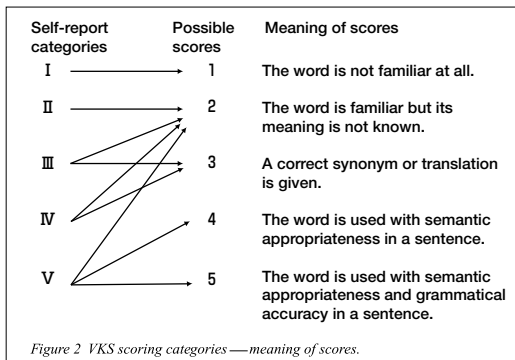 Self-report Possible Meaning of scores
categories scores
Ⅰ 1 The word is not familiar at all.
Ⅱ 2 The word is familiar but its
meaning is not known.
Ⅲ 3 A correct synonym or translation
is given.
Ⅳ 4 The word is used with semantic
appropriateness in a sentence.
Ⅴ 5 The word is used with semantic
appropriateness and grammatical
accuracy in a sentence.
Figure 2 VKS scoring categories — meaning of scores.